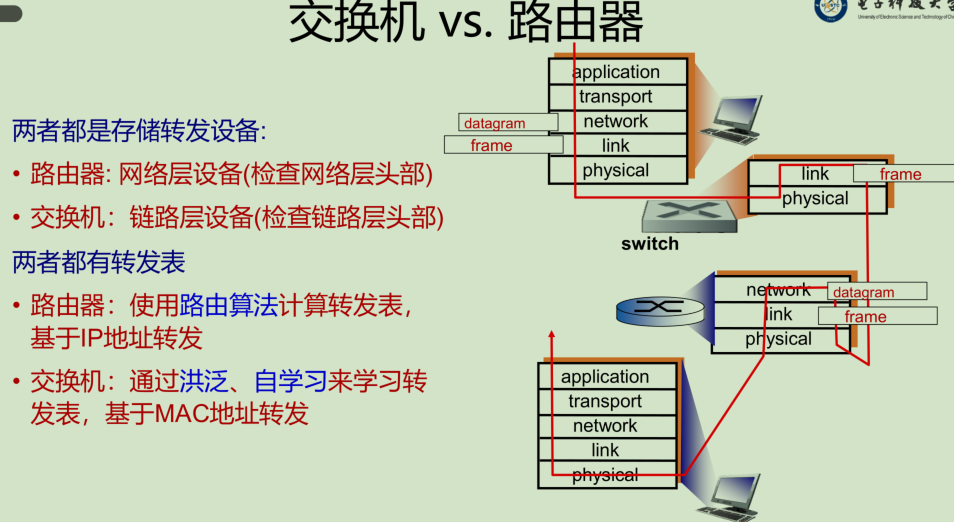 交换机 vs. 路由器
电子科技大学
University of Electronic Science and Technology of China
两者都是存储转发设备:
• 路由器: 网络层设备(检查网络层头部)
• 交换机：链路层设备(检查链路层头部)
两者都有转发表
• 路由器：使用路由算法计算转发表，
基于IP地址转发
• 交换机：通过洪泛、自学习来学习转
发表，基于MAC地址转发
application
transport
datagram
network
frame
link
physical
link
frame
physical
switch
network
datagram
link
frame
physical
application
transport
network
link
physical